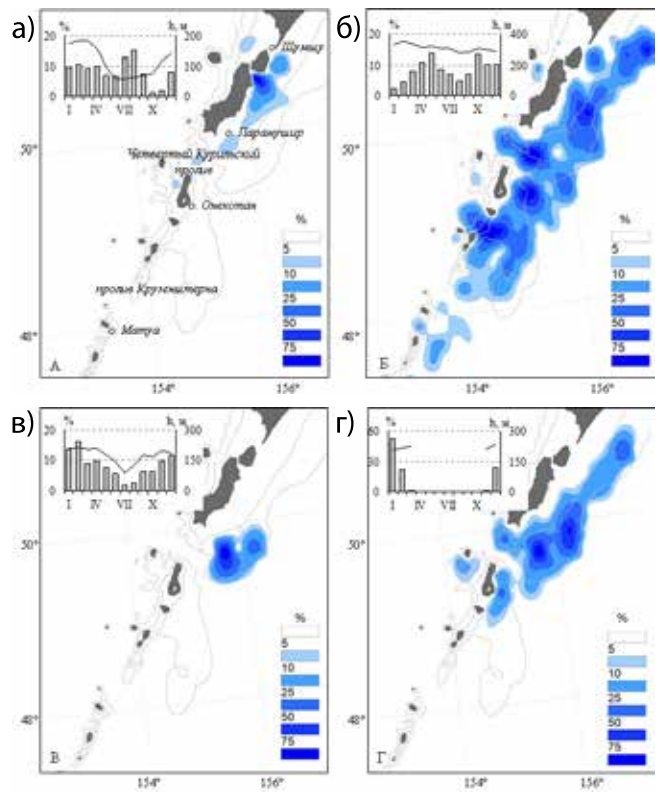 а)
%
h, м
20
10
0
200
100
0
I
IV
VII
X
о. Шумшу
о. Парамушир
Четвертый Курильский
пролив
о. Онекотан
пролив Крузенштерна
о. Матуа
50°
48°
154°
156°
%
5
10
25
50
75
А
б)
%
h, м
20
10
0
400
200
0
I
IV
VII
X
50°
48°
154°
156°
%
5
10
25
50
75
Б
в)
%
h, м
20
10
0
300
150
0
I
IV
VII
X
50°
48°
154°
156°
%
5
10
25
50
75
В
г)
%
h, м
60
30
0
300
150
0
I
IV
VII
X
50°
48°
154°
156°
%
5
10
25
50
75
Г